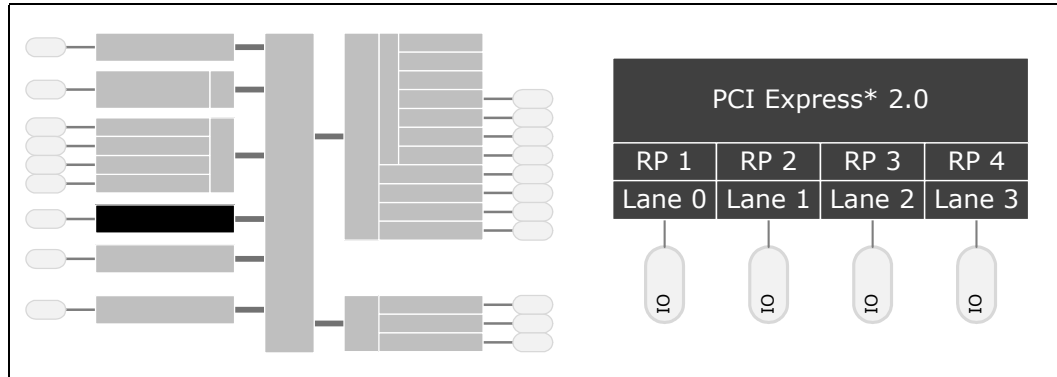 PCI Express* 2.0
RP 1 RP 2 RP 3 RP 4
Lane 0 Lane 1 Lane 2 Lane 3
IO IO IO IO